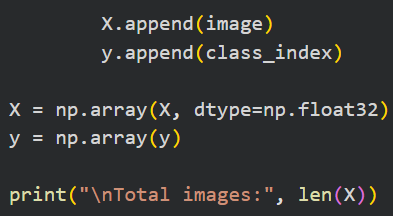 X.append(image)
y.append(class_index)
X = np.array(X, dtype=np.float32)
y = np.array(y)
print("\nTotal images:", len(X))